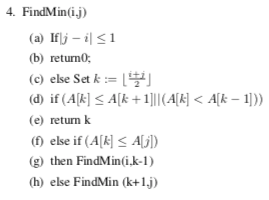 4. FindMin(i,j)
(a) If|j − i| ≤ 1
(b) return0;
(c) else Set k := ⌊(i+j)/2⌋
(d) if (A[k] ≤ A[k + 1]||(A[k] < A[k − 1]))
(e) return k
(f) else if (A[k] ≤ A[j])
(g) then FindMin(i,k-1)
(h) else FindMin (k+1,j)